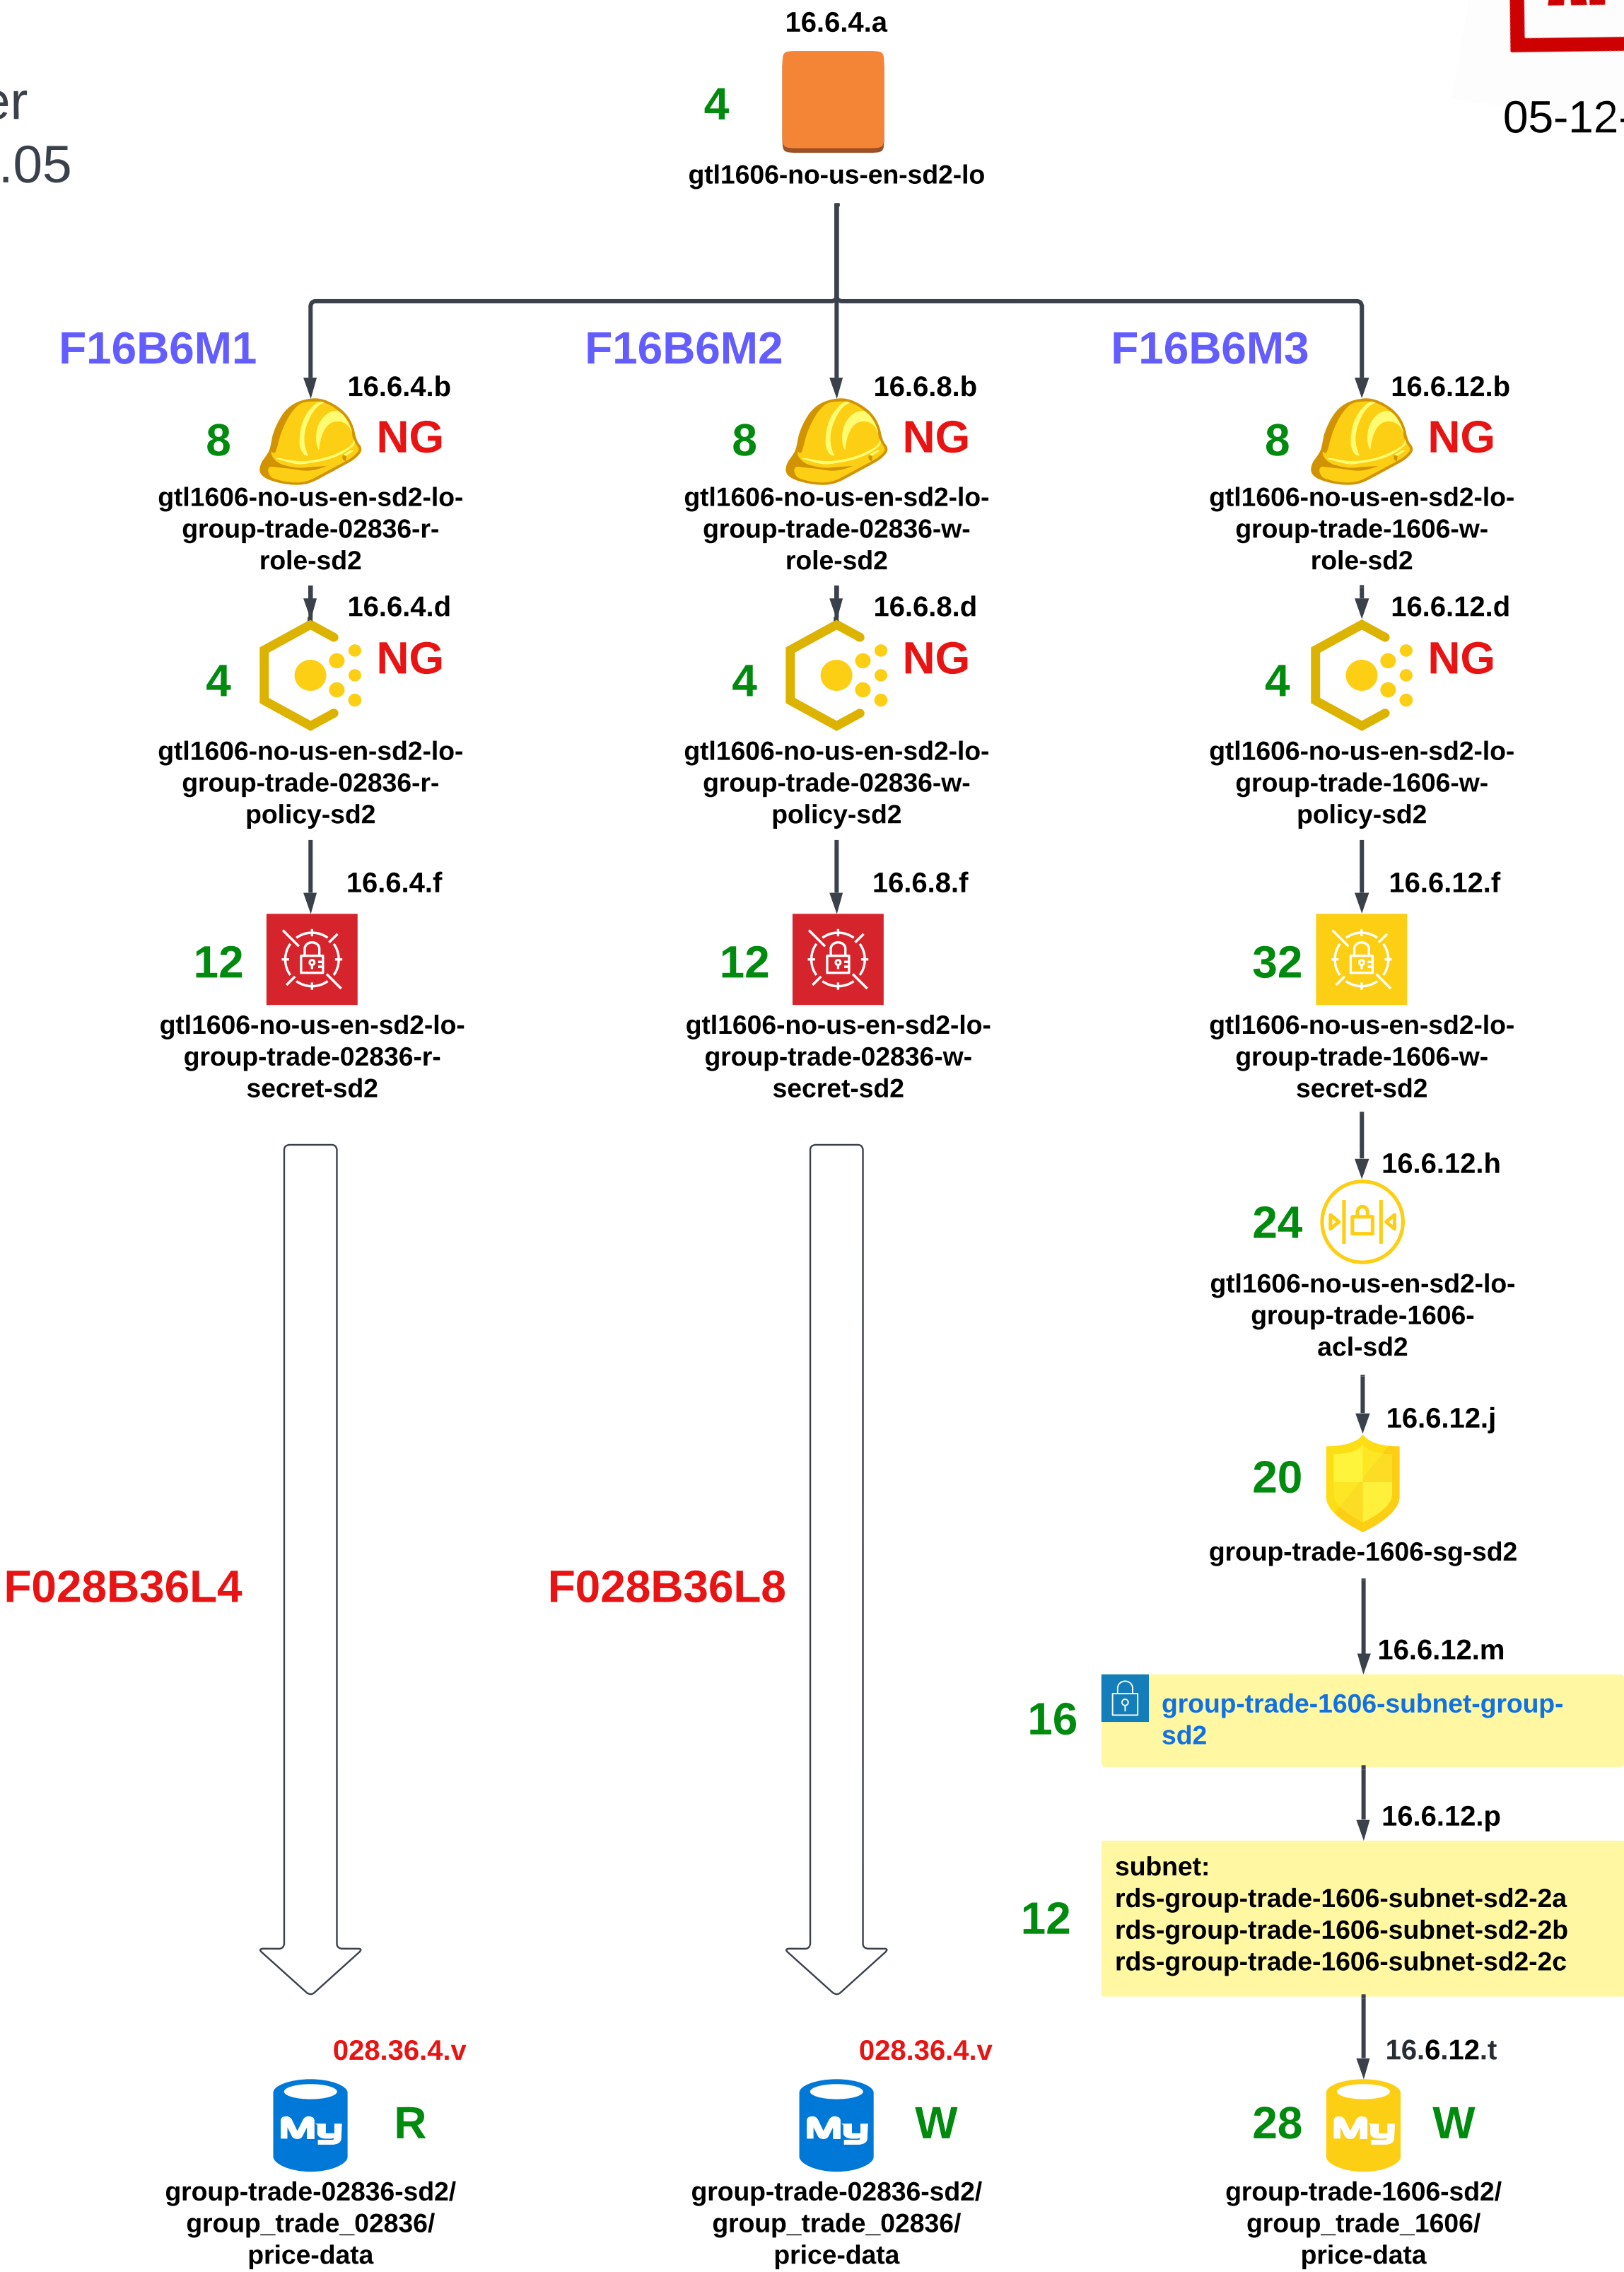 16.6.4.a
er
.05
05-12-
4
gtl1606-no-us-en-sd2-lo
F16B6M1
16.6.4.b
8
NG
gtl1606-no-us-en-sd2-lo-
group-trade-02836-r-
role-sd2
16.6.4.d
4
NG
gtl1606-no-us-en-sd2-lo-
group-trade-02836-r-
policy-sd2
16.6.4.f
12
gtl1606-no-us-en-sd2-lo-
group-trade-02836-r-
secret-sd2
F028B36L4
028.36.4.v
My
R
group-trade-02836-sd2/
group_trade_02836/
price-data
F16B6M2
16.6.8.b
8
NG
gtl1606-no-us-en-sd2-lo-
group-trade-02836-w-
role-sd2
16.6.8.d
4
NG
gtl1606-no-us-en-sd2-lo-
group-trade-02836-w-
policy-sd2
16.6.8.f
12
gtl1606-no-us-en-sd2-lo-
group-trade-02836-w-
secret-sd2
F028B36L8
028.36.4.v
My
W
group-trade-02836-sd2/
group_trade_02836/
price-data
F16B6M3
16.6.12.b
8
NG
gtl1606-no-us-en-sd2-lo-
group-trade-1606-w-
role-sd2
16.6.12.d
4
NG
gtl1606-no-us-en-sd2-lo-
group-trade-1606-w-
policy-sd2
16.6.12.f
32
gtl1606-no-us-en-sd2-lo-
group-trade-1606-w-
secret-sd2
16.6.12.h
24
gtl1606-no-us-en-sd2-lo-
group-trade-1606-
acl-sd2
16.6.12.j
20
group-trade-1606-sg-sd2
16.6.12.m
16
group-trade-1606-subnet-group-
sd2
16.6.12.p
12
subnet:
rds-group-trade-1606-subnet-sd2-2a
rds-group-trade-1606-subnet-sd2-2b
rds-group-trade-1606-subnet-sd2-2c
16.6.12.t
28
My
W
group-trade-1606-sd2/
group_trade_1606/
price-data